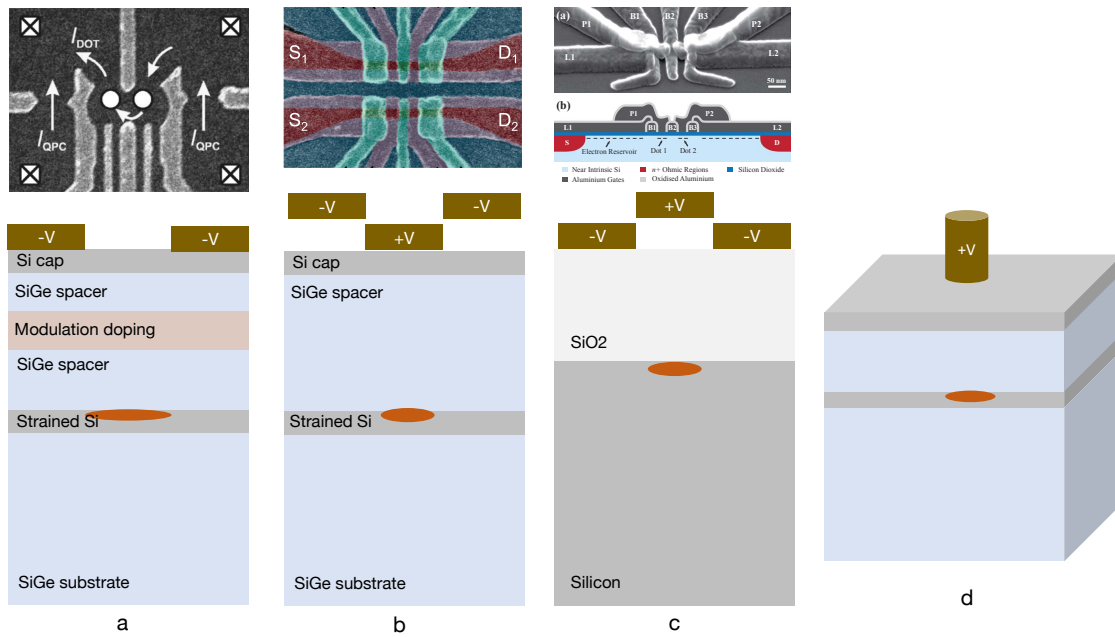 I DOT
I QPC
I QPC
-V
-V
Si cap
SiGe spacer
Modulation doping
SiGe spacer
Strained Si
SiGe substrate
a
S1
D1
S2
D2
-V
-V
+V
Si cap
SiGe spacer
Strained Si
SiGe substrate
b
(a)
P1
B1
B2
B3
P2
L1
L2
50 nm
(b)
P1
P2
L1
B1
B2
B3
L2
S
D
Electron Reservoir
Dot 1
Dot 2
Near Intrinsic Si
n+ Ohmic Regions
Silicon Dioxide
Aluminium Gates
Oxidised Aluminium
+V
-V
-V
SiO2
Silicon
c
+V
d